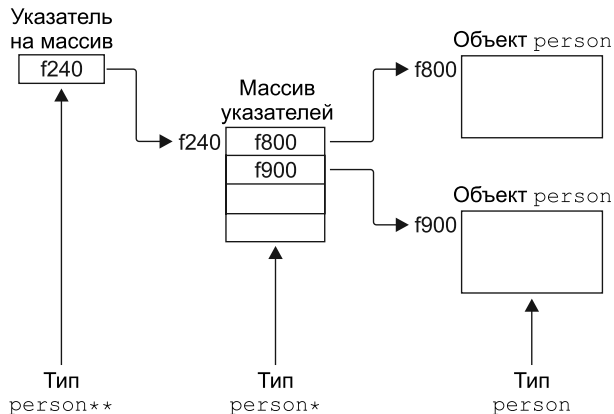 Указатель
на массив
f240
Массив
указателей
f240
f800
f900
Объект person
f800
Объект person
f900
Тип
person**
Тип
person*
Тип
person